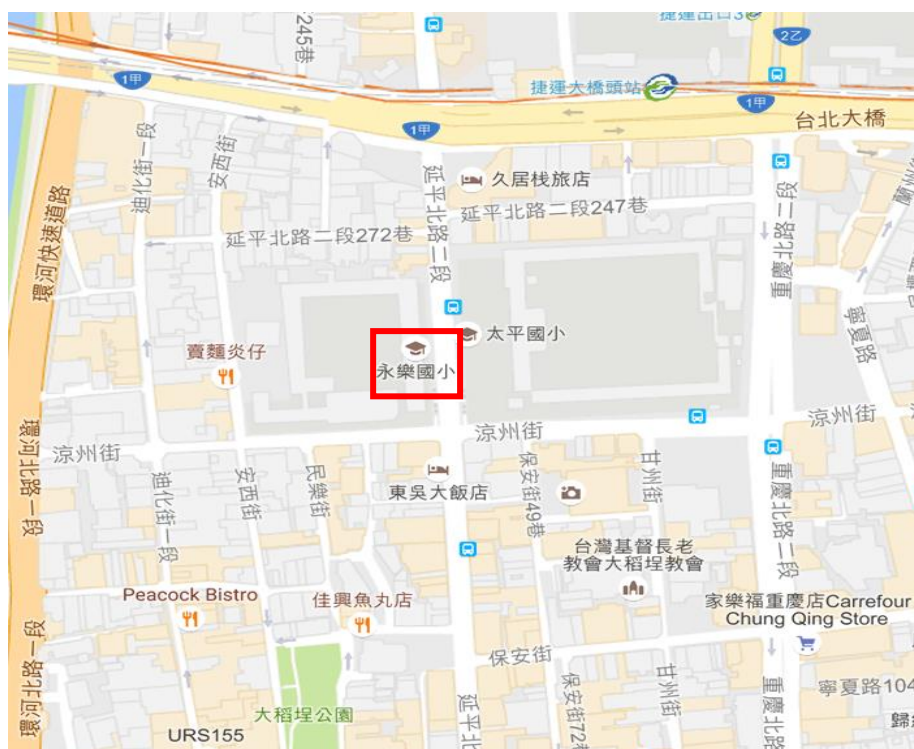 245巷
捷運出口3
2乙
1甲
捷運大橋頭站
1甲
1甲
台北大橋
迪化街一段
安西街
延平北路二段
久居栈旅店
延平北路二段247巷
延平北路二段272巷
環河快速道路
重慶北路二段
蘭州
寧夏路
太平國小
永樂國小
賣麵炎仔
涼州街
涼州街
環河北路一段
迪化街一段
安西街
民樂街
東吳大飯店
保安街49巷
甘州街
重慶北路二段
台灣基督長老
教會大稻埕教會
Peacock Bistro
佳興魚丸店
家樂福重慶店Carrefour
Chung Qing Store
環河北路一段
保安街
大稻埕公園
URS155
延平北
保安街72巷
甘州街
重慶北路
寧夏路104